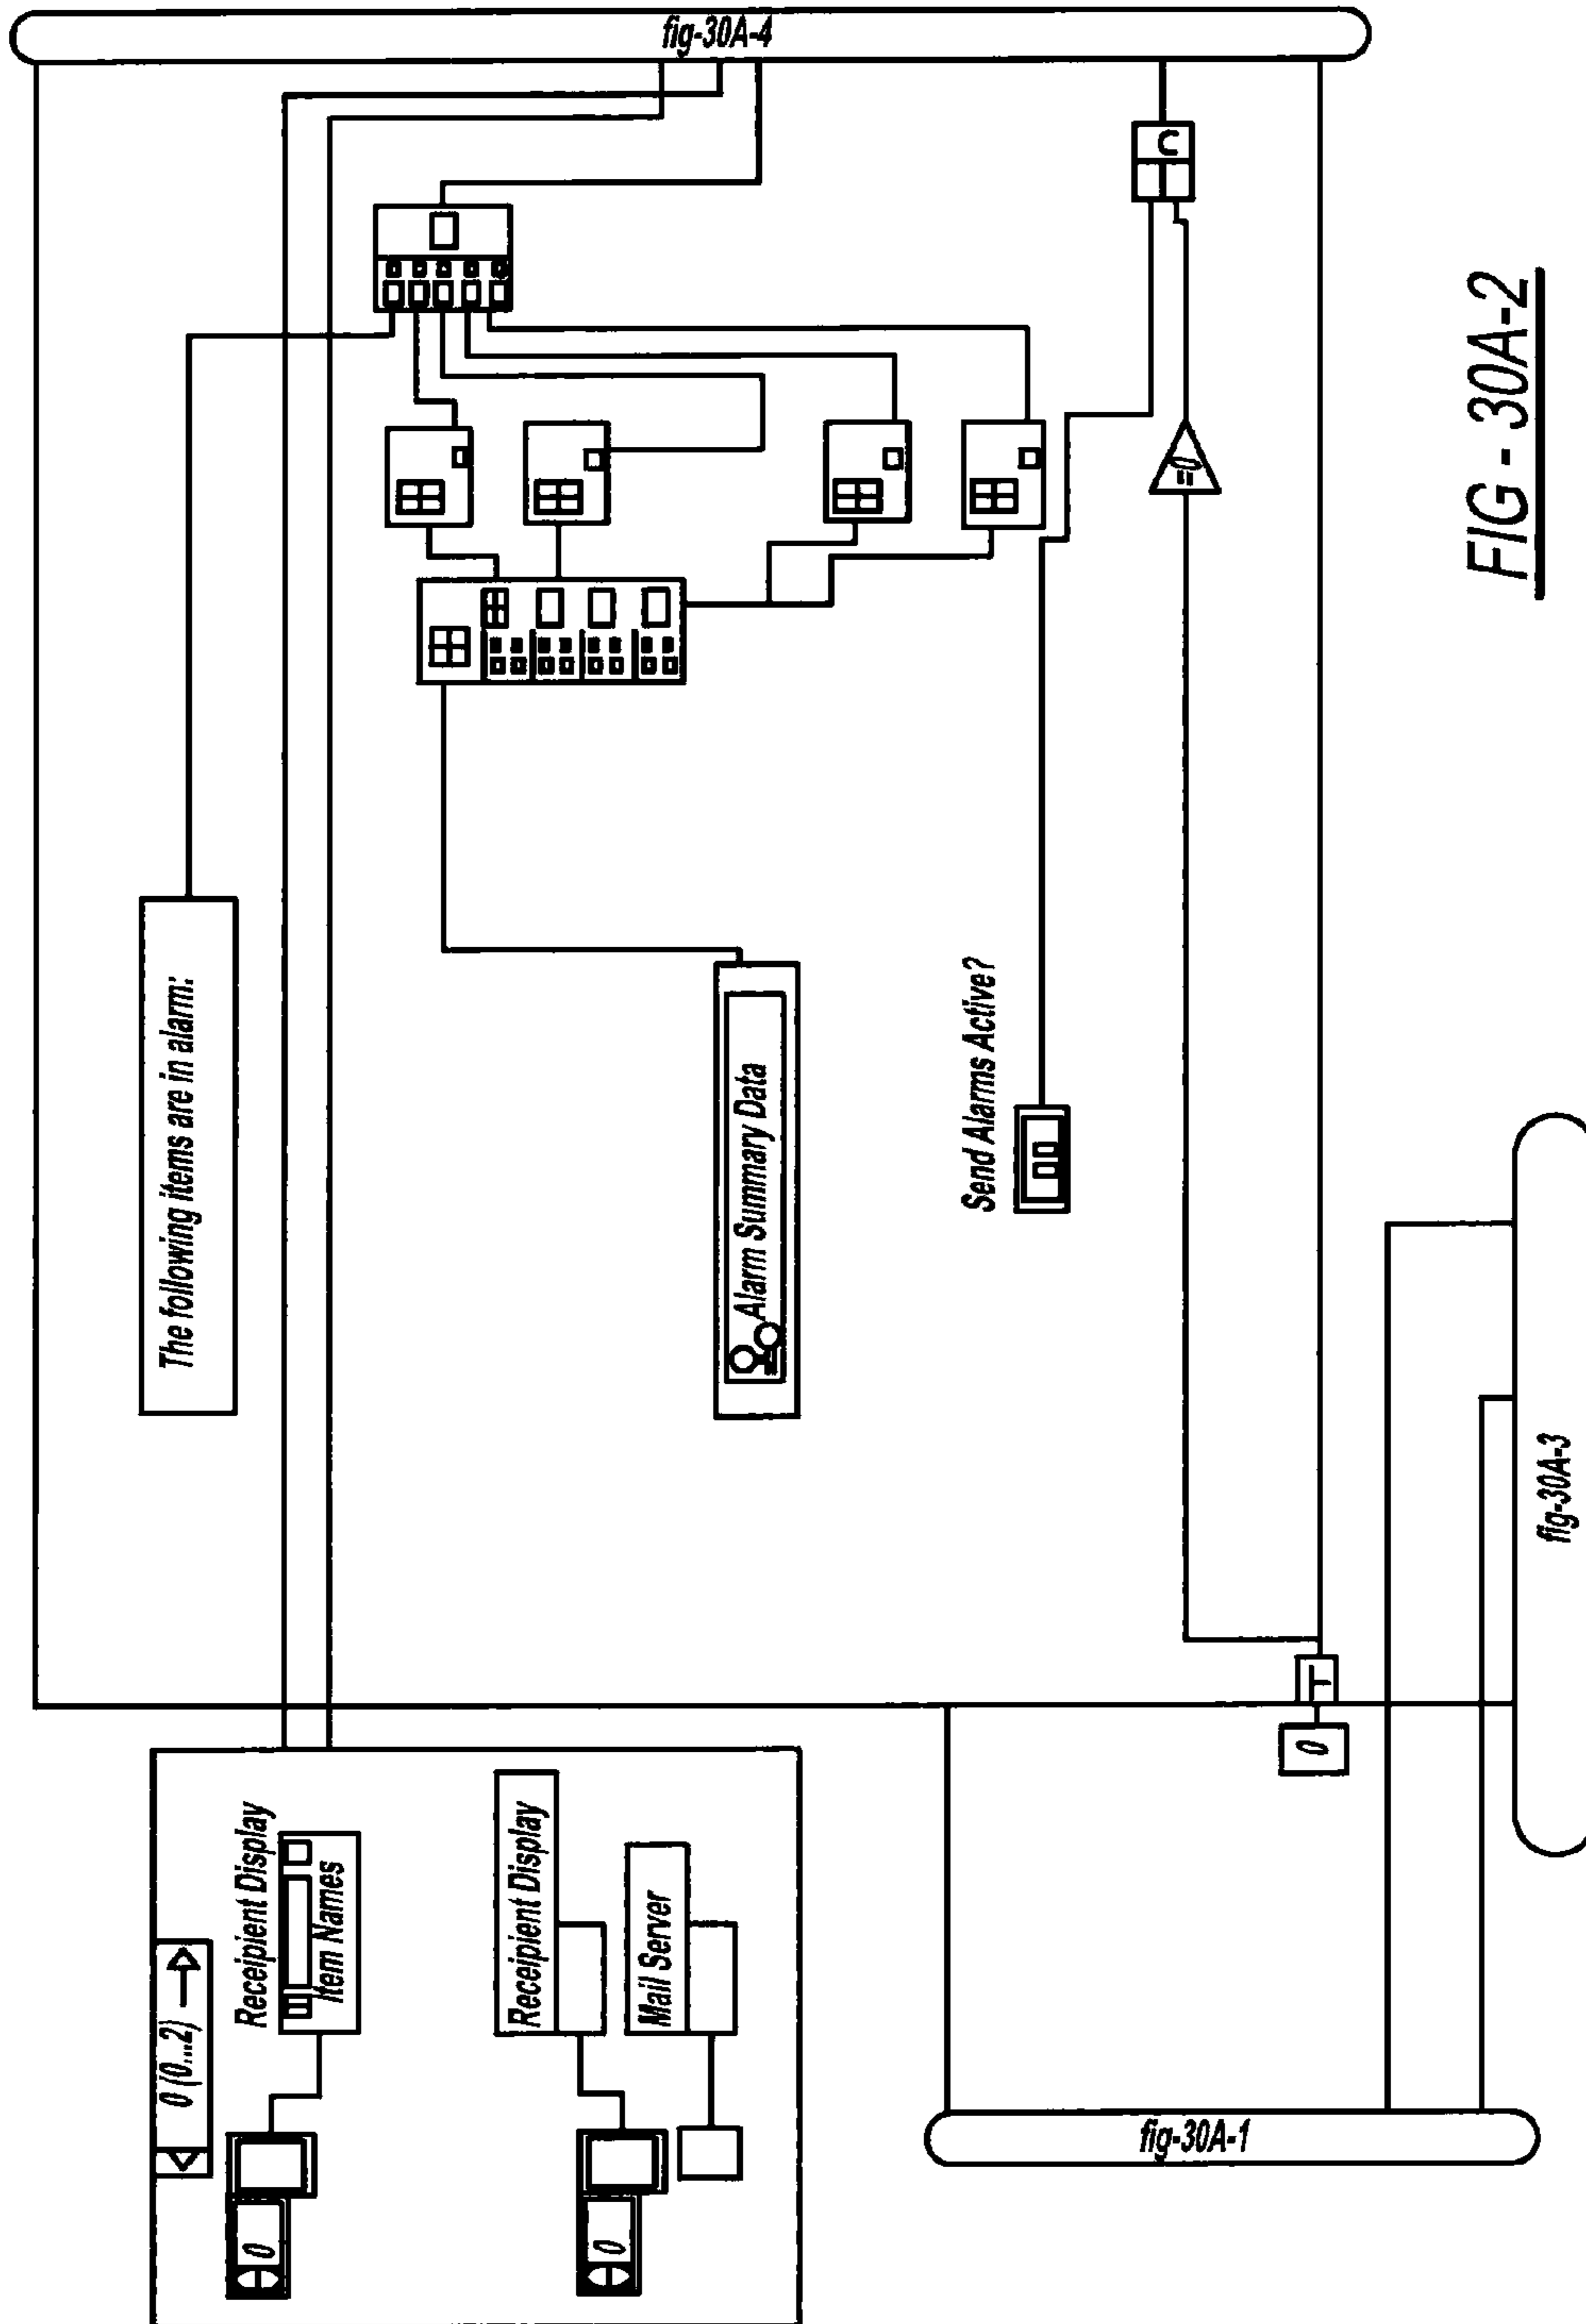 fig-30A-4
The following items are in alarm:
Alarm Summary Data
Send Alarms Active?
0 (0...2)
Receipient Display
Item Names
0
Receipient Display
Mail Server
0
0
T
C
=0
fig-30A-1
fig-30A-3
FIG - 30A-2